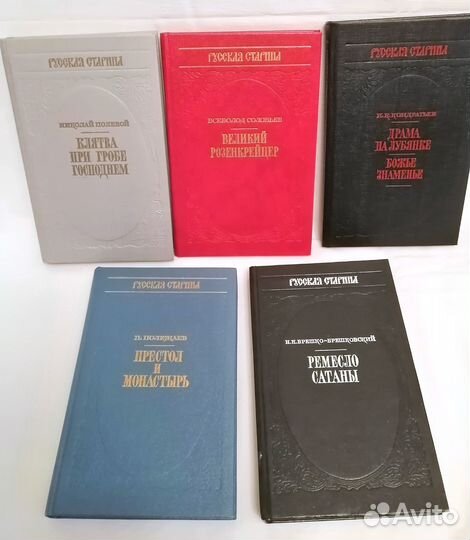 РУССКАЯ СТАРИНА
НИКОЛАЙ ПОЛЕВОЙ
КЛЯТВА
ПРИ ГРОБЕ
ГОСПОДНЕМ
РУССКАЯ СТАРИНА
ВСЕВОЛОД СОЛОВЬЕВ
ВЕЛИКИЙ
РОЗЕНКРЕЙЦЕР
РУССКАЯ СТАРИНА
И.К.КОНДРАТЬЕВ
ДРАМА
НА ЛУБЯНКЕ
БОЖЬЕ
ЗНАМЕНЬЕ
РУССКАЯ СТАРИНА
П. ПОЛЕЖАЕВ
ПРЕСТОЛ
И
МОНАСТЫРЬ
РУССКАЯ СТАРИНА
Н.Н.БРЕШКО-БРЕШКОВСКИЙ
РЕМЕСЛО
САТАНЫ
Avito